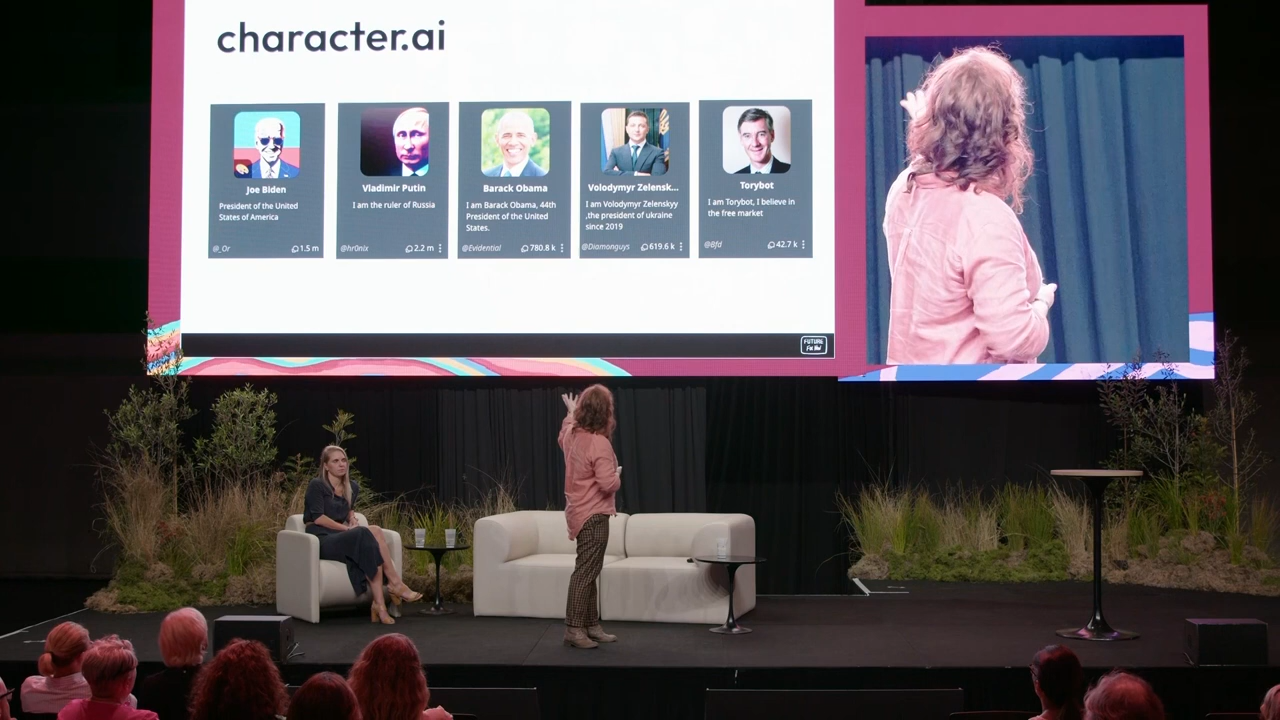 character.ai
Joe Biden
President of the United
States of America
@_Or
1.5 m
Vladimir Putin
I am the ruler of Russia
@hr0nix
2.2 m
Barack Obama
I am Barack Obama, 44th
President of the United
States.
@Evidential
780.8 k
Volodymyr Zelensk...
I am Volodymyr Zelenskyy
,the president of ukraine
since 2019
@Diamonguys
619.6 k
Torybot
I am Torybot, I believe in
the free market
@Bfd
42.7 k
FUTURE